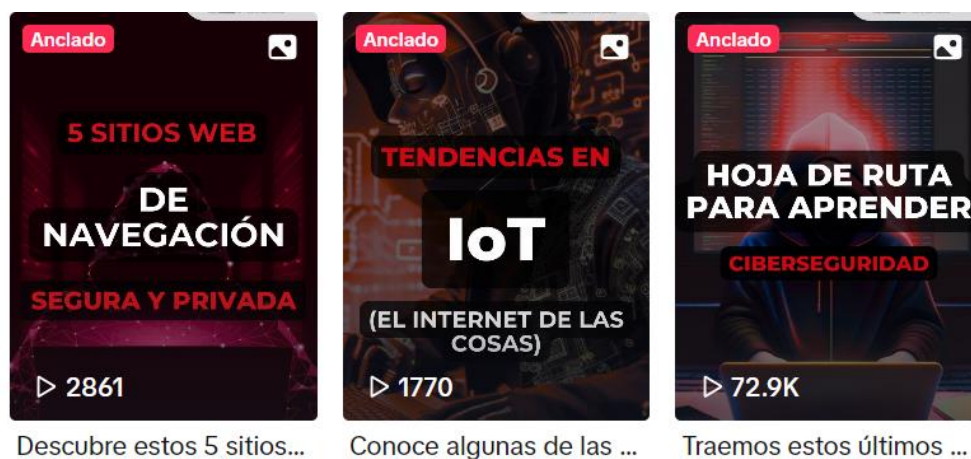 Anclado
5 SITIOS WEB
DE
NAVEGACIÓN
SEGURA Y PRIVADA
2861
Descubre estos 5 sitios...
Anclado
TENDENCIAS EN
IoT
(EL INTERNET DE LAS
COSAS)
1770
Conoce algunas de las ...
Anclado
HOJA DE RUTA
PARA APRENDER
CIBERSEGURIDAD
72.9K
Traemos estos últimos ...